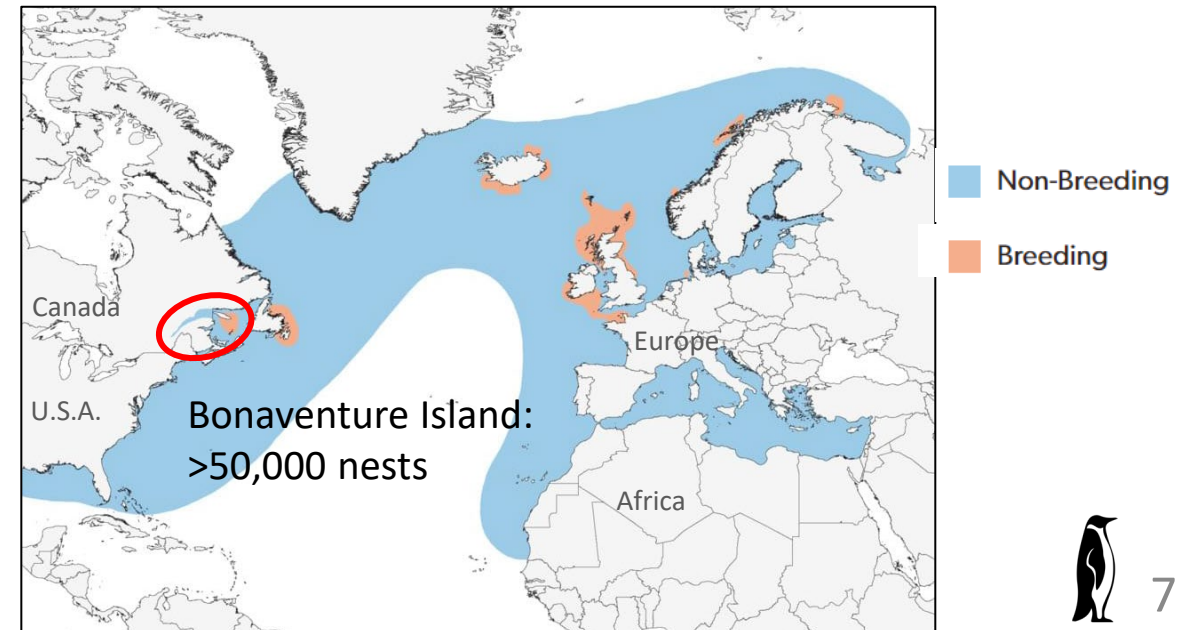 Canada
U.S.A.
Bonaventure Island:
>50,000 nests
Europe
Africa
Non-Breeding
Breeding
7